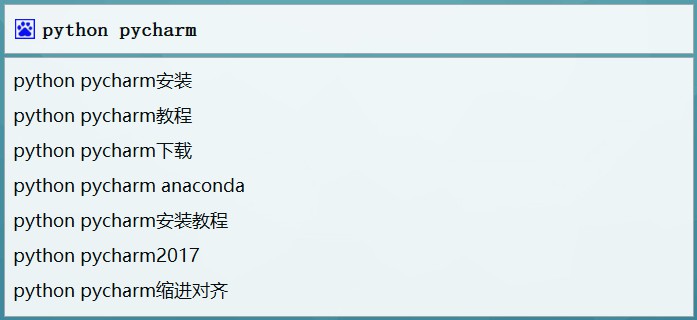 python pycharm
python pycharm安装
python pycharm教程
python pycharm下载
python pycharm anaconda
python pycharm安装教程
python pycharm2017
python pycharm缩进对齐